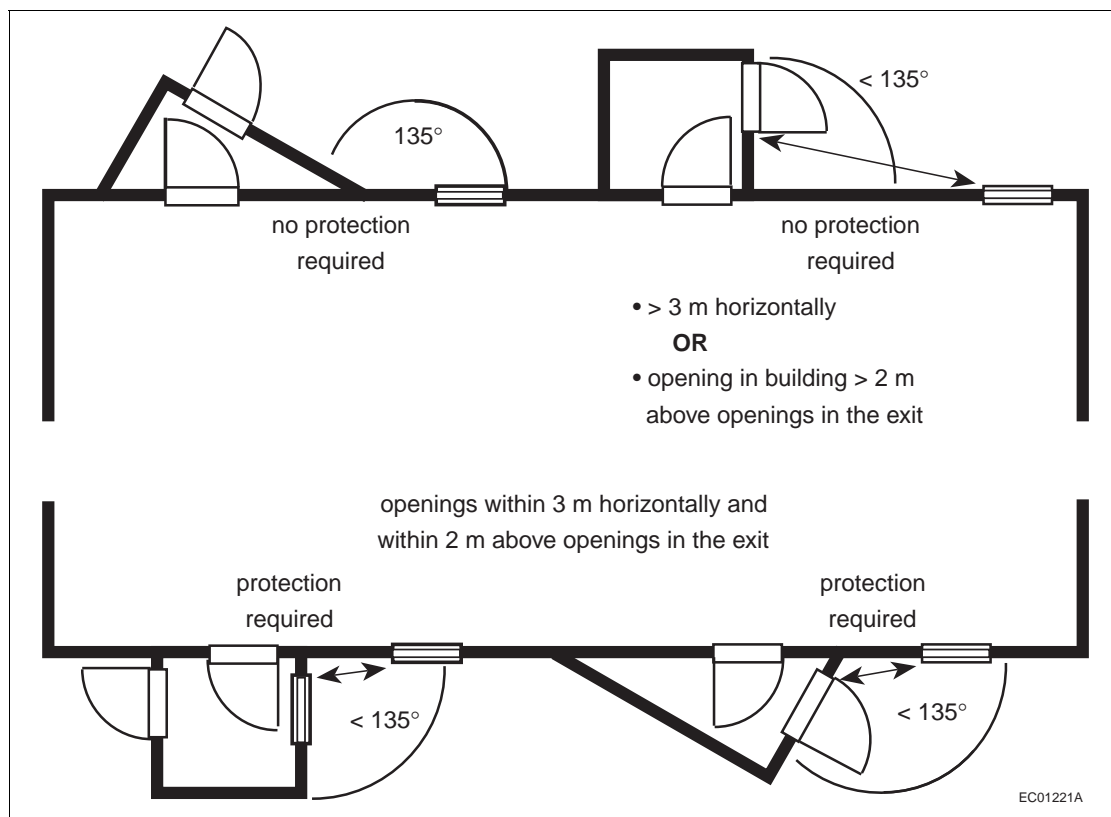 < 135°
135°
no protection
required
no protection
required
• > 3 m horizontally
OR
• opening in building > 2 m
above openings in the exit
openings within 3 m horizontally and
within 2 m above openings in the exit
protection
required
protection
required
< 135°
< 135°
EC01221A